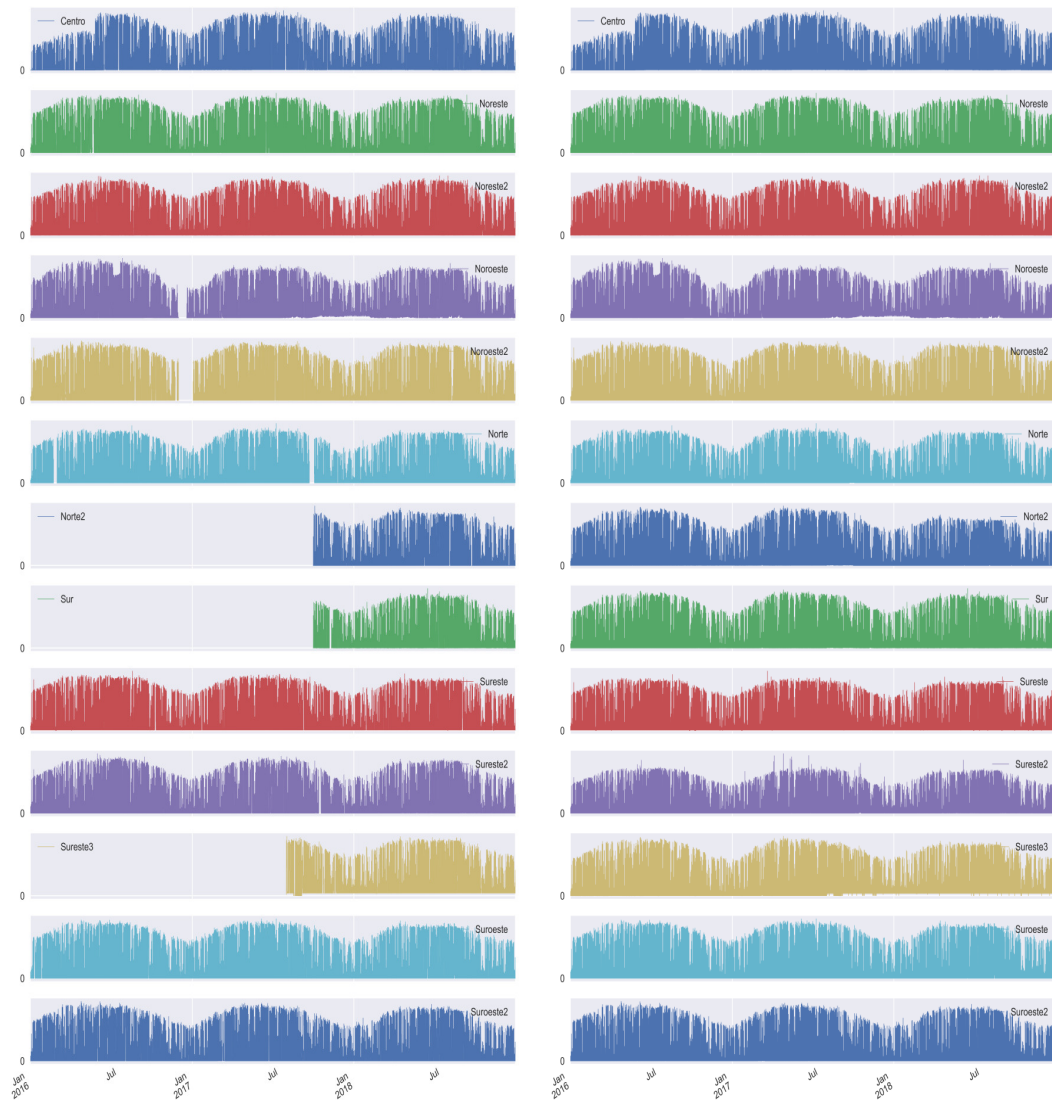 Centro
0
Centro
0
Noreste
0
Noreste
0
Noreste2
0
Noreste2
0
Noroeste
0
Noroeste
0
Noroeste2
0
Noroeste2
0
Norte
0
Norte
0
Norte2
0
Norte2
0
Sur
0
Sur
0
Sureste
0
Sureste
0
Sureste2
0
Sureste2
0
Sureste3
0
Sureste3
0
Suroeste
0
Suroeste
0
Suroeste2
0
Suroeste2
0
Jan
2016
Jul
Jan
2017
Jul
Jan
2018
Jul
Jan
2016
Jul
Jan
2017
Jul
Jan
2018
Jul